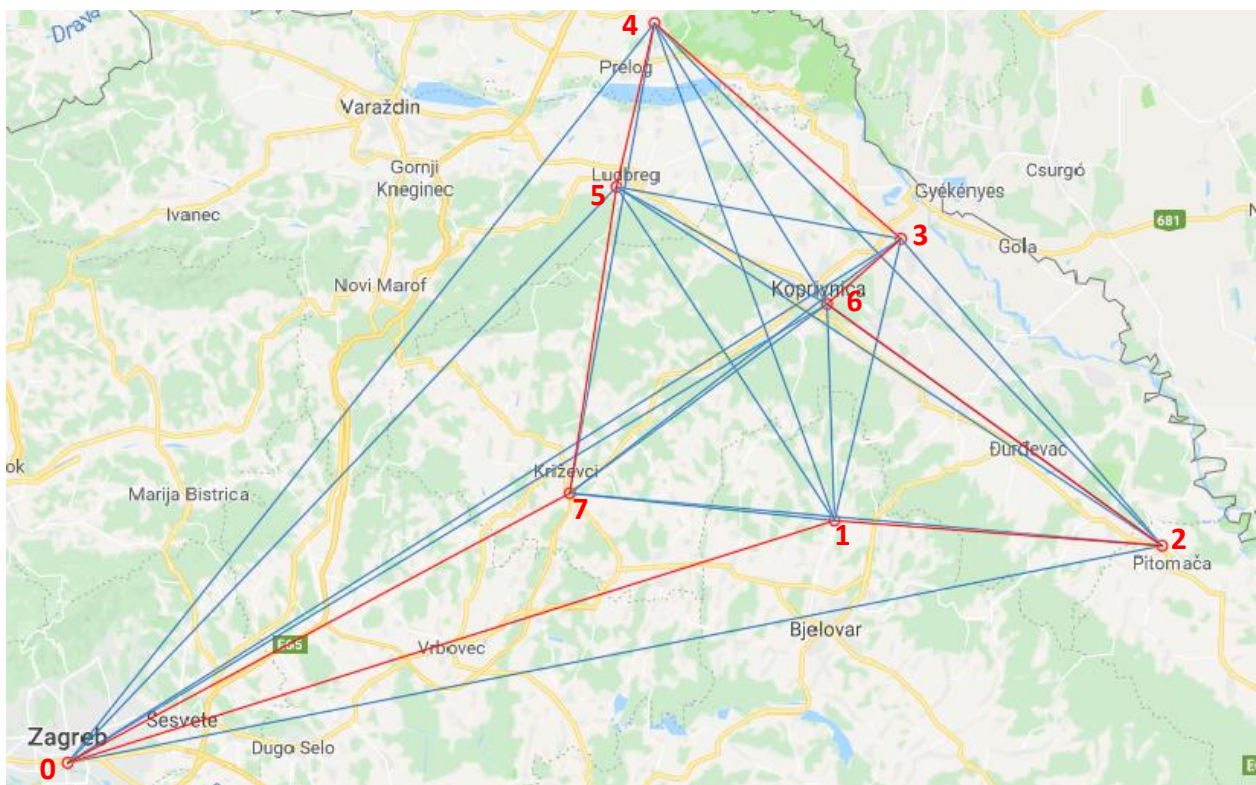 Drava
4
Prelog
Varaždin
Gornji
Kneginec
Ludbreg
5
Ivanec
Csurgó
Gyékényes
681
3
Gola
Novi Marof
Koprivnica
6
Đurđevac
ok
Križevci
Marija Bistrica
7
1
2
Pitomača
Bjelovar
E65
Vrbovec
Sesvete
Zagreb
Dugo Selo
0